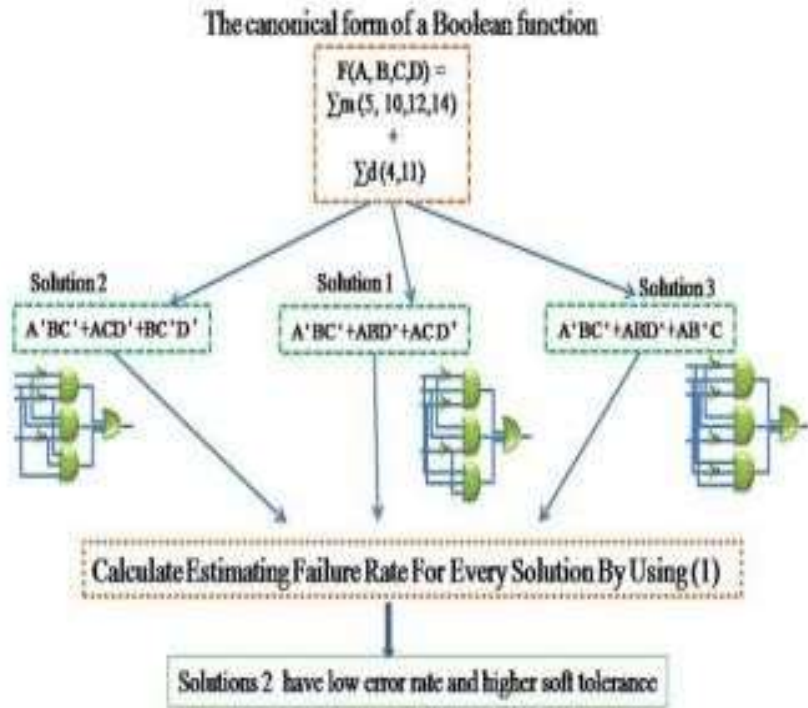 The canonical form of a Boolean function
F(A, B,C,D) =
∑m (5, 10,12,14)
+
∑d (4,11)
Solution 2
Solution 1
Solution 3
A'BC'+ACD'+BC'D'
A'BC'+ABD'+ACD'
A'BC'+ABD'+AB'C
Calculate Estimating Failure Rate For Every Solution By Using (1)
Solutions 2 have low error rate and higher soft tolerance